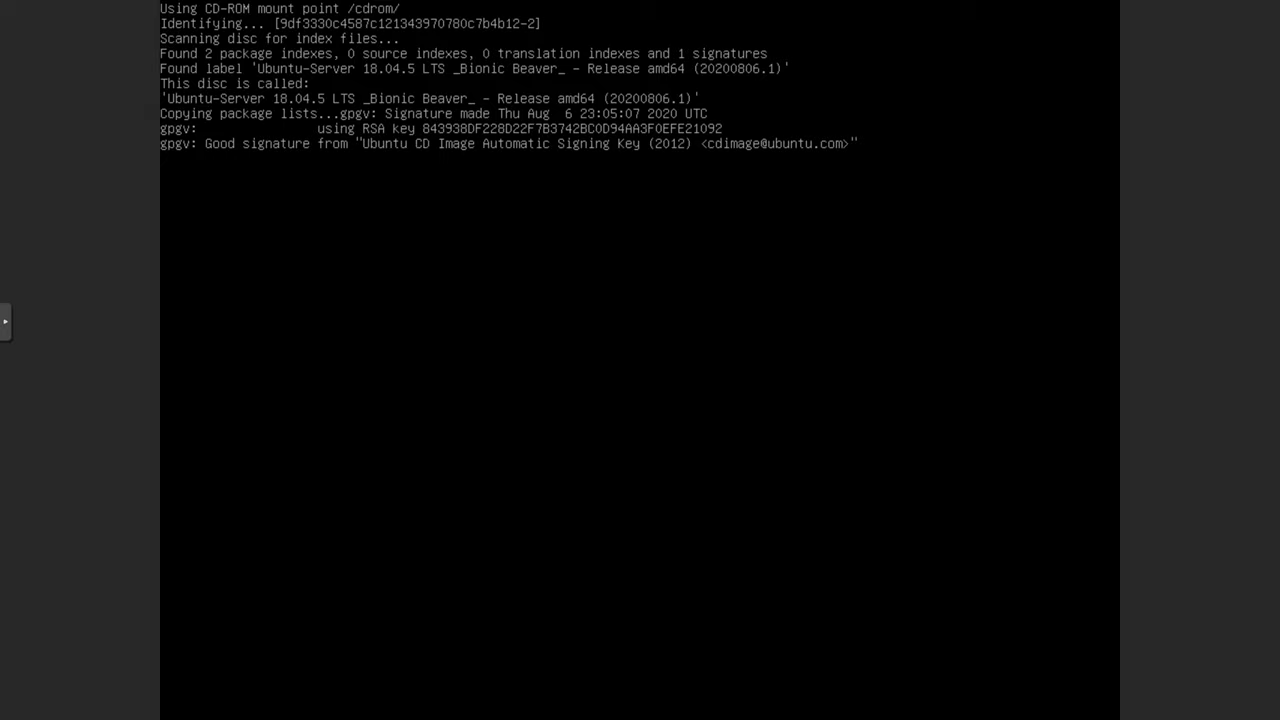 Using CD-ROM mount point /cdrom/
Identifying... [9df3330c4587c121343970780c7b4b12-2]
Scanning disc for index files...
Found 2 package indexes, 0 source indexes, 0 translation indexes and 1 signatures
Found label 'Ubuntu-Server 18.04.5 LTS _Bionic Beaver_ - Release amd64 (20200806.1)'
This disc is called:
'Ubuntu-Server 18.04.5 LTS _Bionic Beaver_ - Release amd64 (20200806.1)'
Copying package lists...gpgv: Signature made Thu Aug  6 23:05:07 2020 UTC
gpgv:                using RSA key 843938DF228D22F7B3742BC0D94AA3F0EFE21092
gpgv: Good signature from "Ubuntu CD Image Automatic Signing Key (2012) <cdimage@ubuntu.com>"